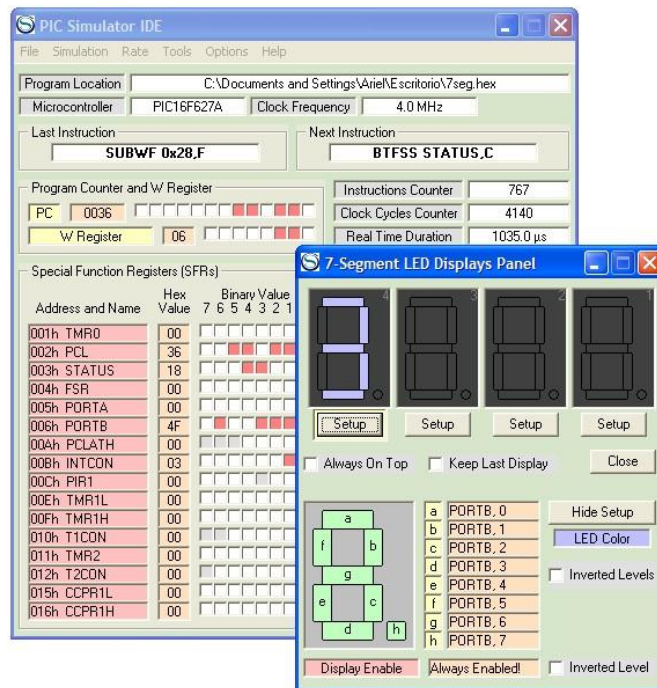 PIC Simulator IDE
File Simulation Rate Tools Options Help
Program Location C:\Documents and Settings\Ariel\Escritorio\7seg.hex
Microcontroller PIC16F627A Clock Frequency 4.0 MHz
Last Instruction Next Instruction
SUBWF 0x28,F BTFSS STATUS,C
Program Counter and W Register Instructions Counter 767
PC 0036 Clock Cycles Counter 4140
W Register 06 Real Time Duration 1035.0 µs
Special Function Registers (SFRs)
Hex Binary Value
Address and Name Value 7 6 5 4 3 2 1
001h TMR0 00
002h PCL 36
003h STATUS 18
004h FSR 00
005h PORTA 00
006h PORTB 4F
00Ah PCLATH 00
00Bh INTCON 03
00Ch PIR1 00
00Eh TMR1L 00
00Fh TMR1H 00
010h T1CON 00
011h TMR2 00
012h T2CON 00
015h CCPR1L 00
016h CCPR1H 00
7-Segment LED Displays Panel
4 3 2 1
Setup Setup Setup Setup
Always On Top Keep Last Display Close
a PORTB, 0 Hide Setup
b PORTB, 1 LED Color
c PORTB, 2
d PORTB, 3 Inverted Levels
e PORTB, 4
f PORTB, 5
g PORTB, 6
h PORTB, 7
a
f b
g
e c
d h
Display Enable Always Enabled! Inverted Level